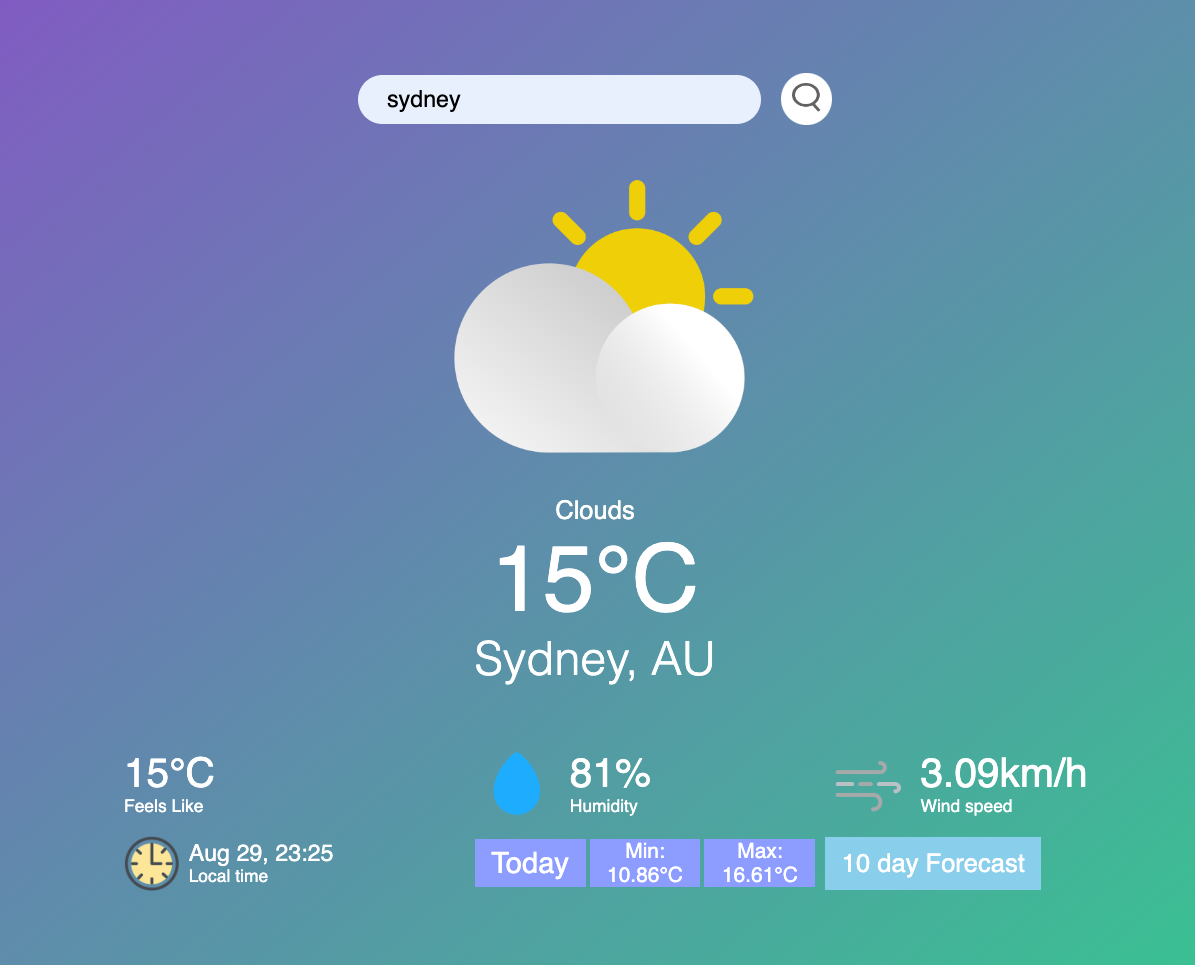 sydney
Clouds
15°C
Sydney, AU
15°C
Feels Like
81%
Humidity
3.09km/h
Wind speed
Aug 29, 23:25
Local time
Today
Min:
10.86°C
Max:
16.61°C
10 day Forecast